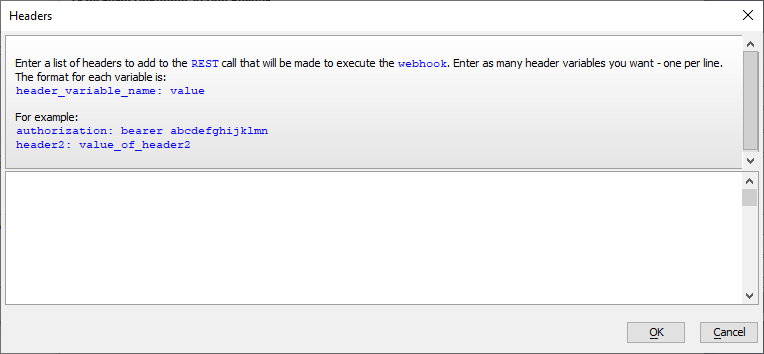 Headers
Enter a list of headers to add to the REST call that will be made to execute the webhook. Enter as many header variables you want - one per line.
The format for each variable is:
header_variable_name: value
For example:
authorization: bearer abcdefghijklmn
header2: value_of_header2
OK
Cancel